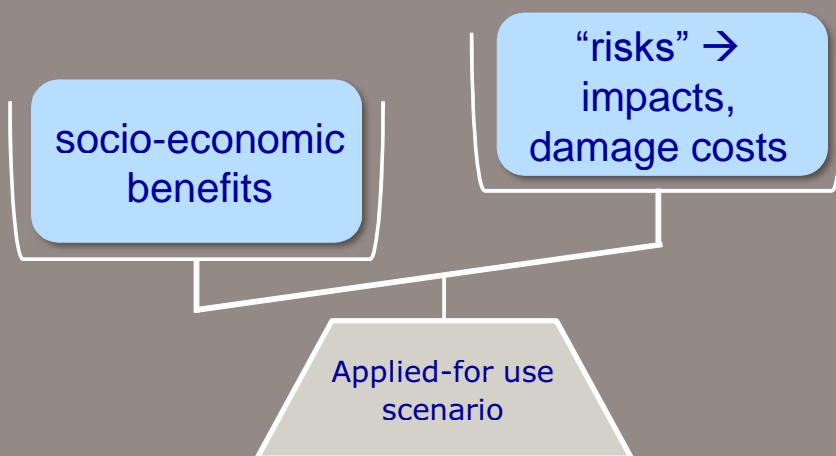 socio-economic
benefits
“risks” →
impacts,
damage costs
Applied-for use
scenario